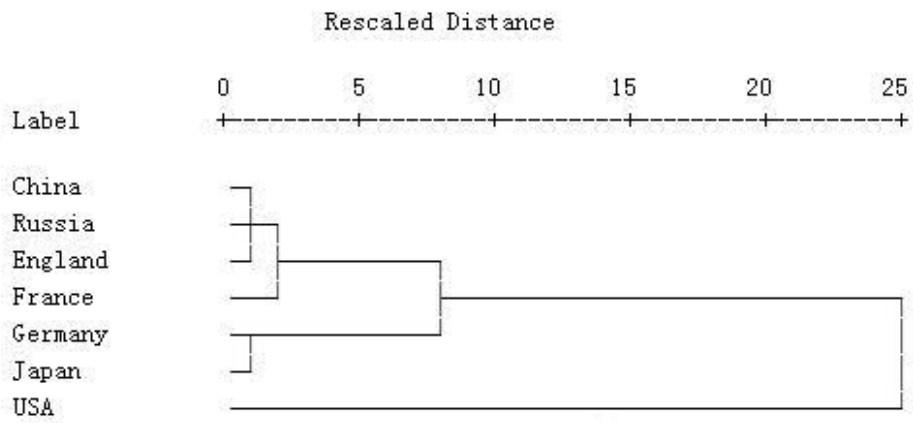 Rescaled Distance
0 5 10 15 20 25
Label
China
Russia
England
France
Germany
Japan
USA